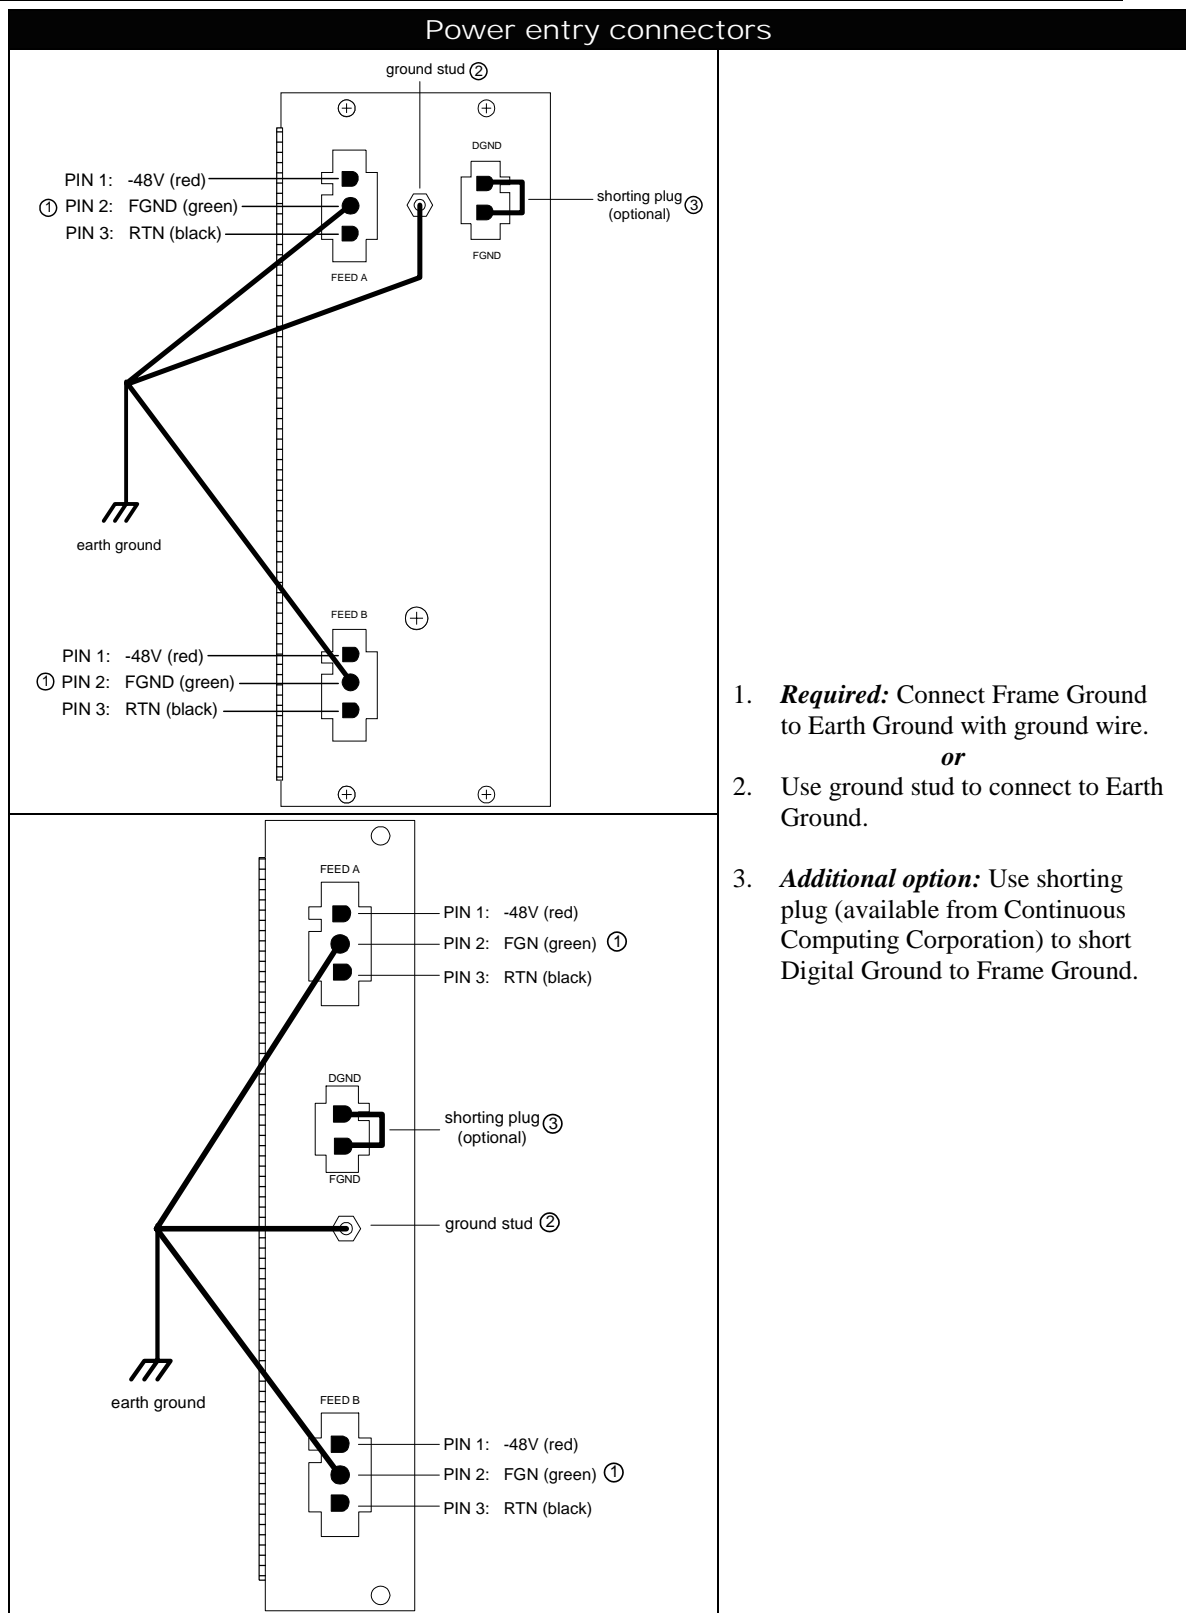 Power entry connectors
ground stud ②
DGND
PIN 1: -48V (red)
① PIN 2: FGND (green)
PIN 3: RTN (black)
shorting plug ③
(optional)
FGND
FEED A
earth ground
FEED B
PIN 1: -48V (red)
① PIN 2: FGND (green)
PIN 3: RTN (black)
FEED A
PIN 1: -48V (red)
PIN 2: FGN (green) ①
PIN 3: RTN (black)
DGND
shorting plug ③
(optional)
FGND
ground stud ②
earth ground
FEED B
PIN 1: -48V (red)
PIN 2: FGN (green) ①
PIN 3: RTN (black)
1. Required: Connect Frame Ground
to Earth Ground with ground wire.
or
2. Use ground stud to connect to Earth
Ground.
3. Additional option: Use shorting
plug (available from Continuous
Computing Corporation) to short
Digital Ground to Frame Ground.